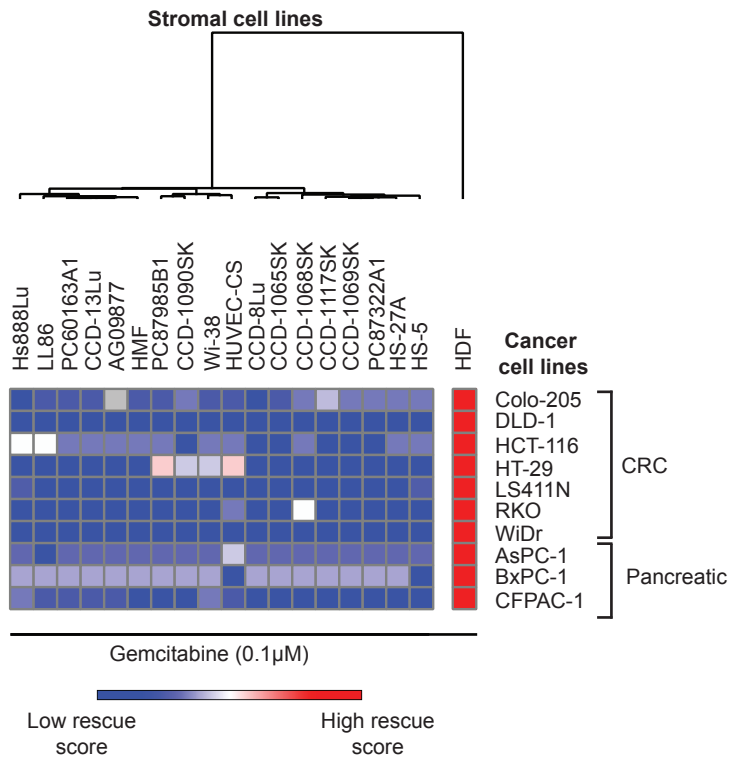 Stromal cell lines
Hs888Lu
LL86
PC60163A1
CCD-13Lu
AG09877
HMF
PC87985B1
CCD-1090SK
Wi-38
HUVEC-CS
CCD-8Lu
CCD-1065SK
CCD-1068SK
CCD-1117SK
CCD-1069SK
PC87322A1
HS-27A
HS-5
HDF
Cancer
cell lines
Colo-205
DLD-1
HCT-116
HT-29
LS411N
RKO
WiDr
AsPC-1
BxPC-1
CFPAC-1
CRC
Pancreatic
Gemcitabine (0.1µM)
Low rescue
score
High rescue
score